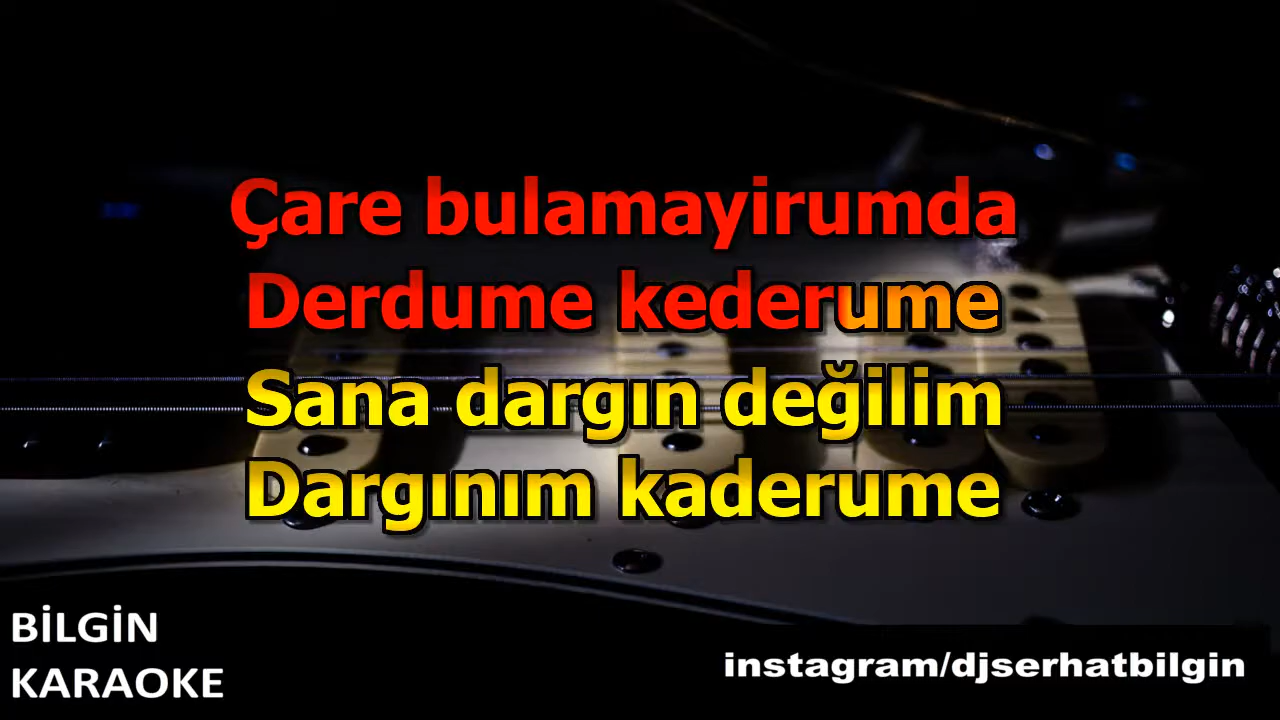 Çare bulamayirumda
Derdume kederume
Sana dargın değilim
Dargınım kaderume
BİLGİN
KARAOKE
instagram/djserhatbilgin